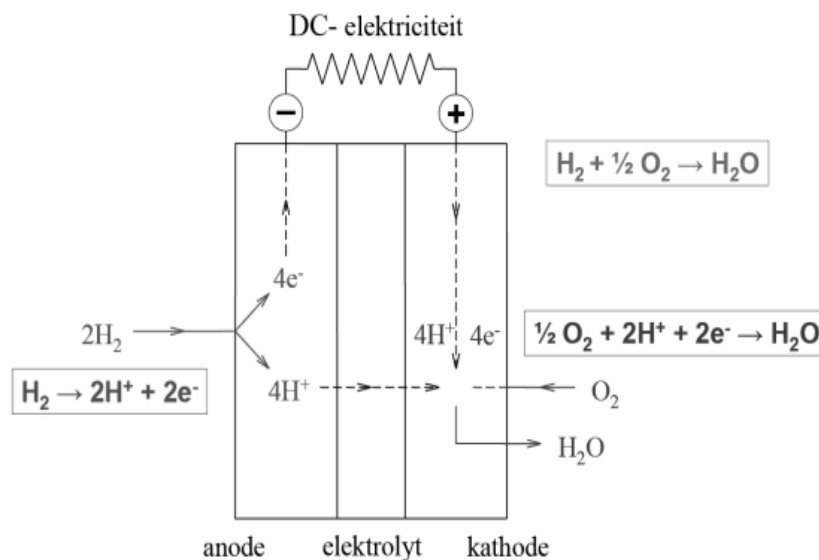 DC- elektriciteit
−
+
H₂ + ½ O₂ → H₂O
4e⁻
2H₂
4H⁺ 4e⁻
½ O₂ + 2H⁺ + 2e⁻ → H₂O
H₂ → 2H⁺ + 2e⁻
4H⁺
O₂
H₂O
anode
elektrolyt
kathode